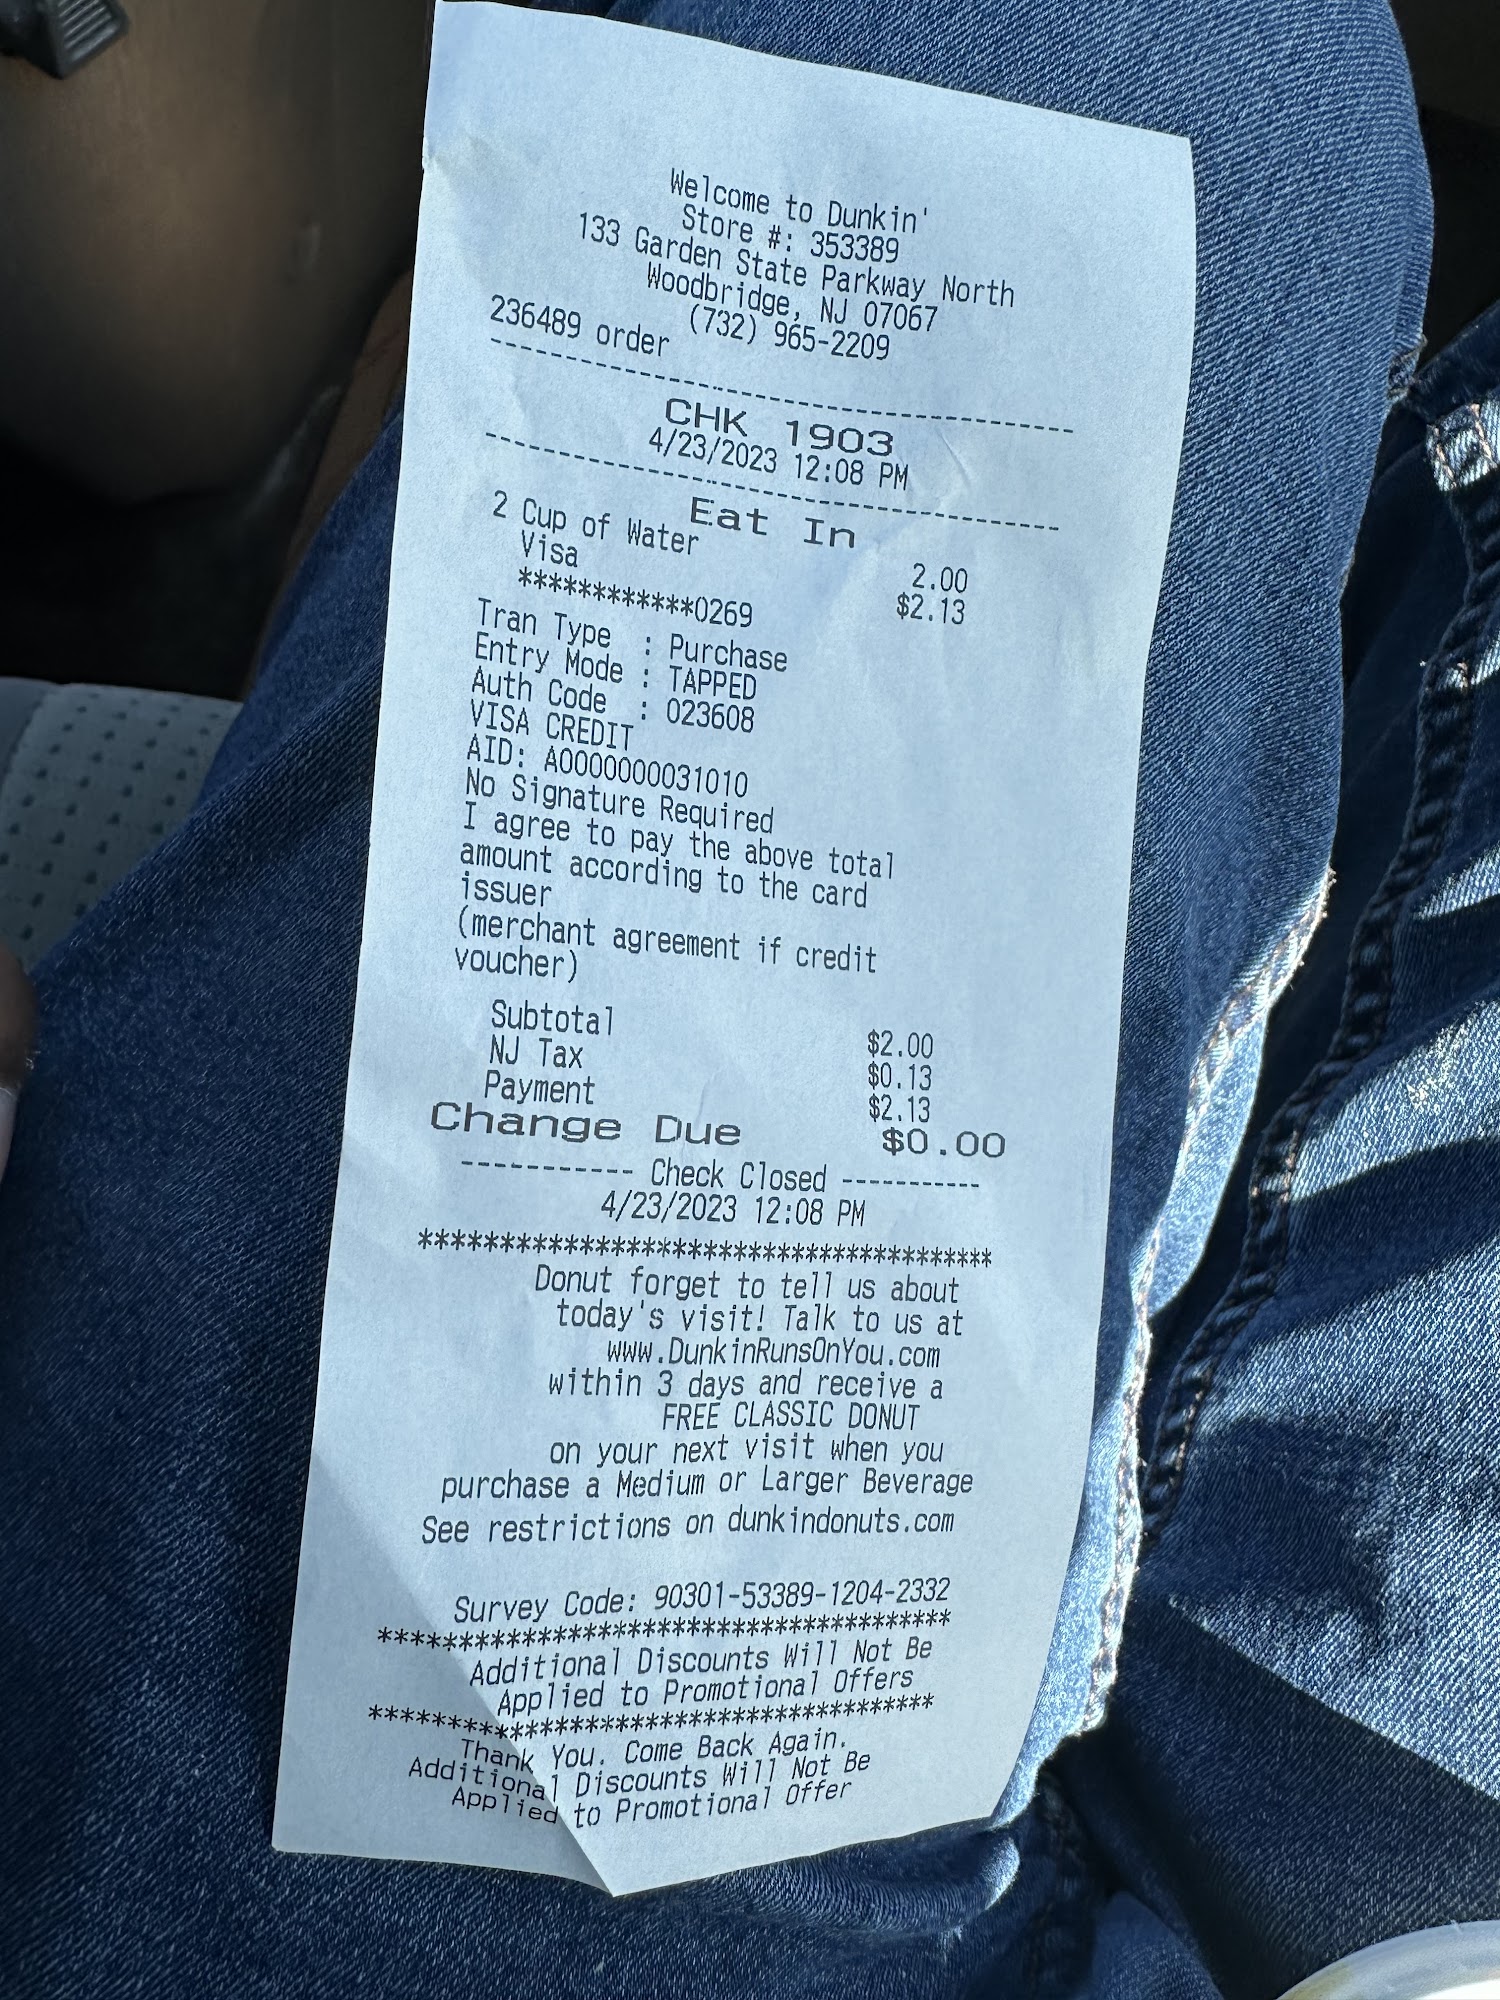 Welcome to Dunkin'
Store #: 353389
133 Garden State Parkway North
Woodbridge, NJ 07067
(732) 965-2209
236489 order
--------------------------------------
CHK 1903
4/23/2023 12:08 PM
--------------------------------------
Eat In
2 Cup of Water 2.00
Visa $2.13
************0269
Tran Type : Purchase
Entry Mode : TAPPED
Auth Code : 023608
VISA CREDIT
AID: A0000000031010
No Signature Required
I agree to pay the above total
amount according to the card
issuer
(merchant agreement if credit
voucher)
Subtotal $2.00
NJ Tax $0.13
Payment $2.13
Change Due $0.00
----------- Check Closed -----------
4/23/2023 12:08 PM
***************************************
Donut forget to tell us about
today's visit! Talk to us at
www.DunkinRunsOnYou.com
within 3 days and receive a
FREE CLASSIC DONUT
on your next visit when you
purchase a Medium or Larger Beverage
See restrictions on dunkindonuts.com
Survey Code: 90301-53389-1204-2332
***************************************
Additional Discounts Will Not Be
Applied to Promotional Offers
***************************************
Thank You. Come Back Again.
Additional Discounts Will Not Be
Applied to Promotional Offer